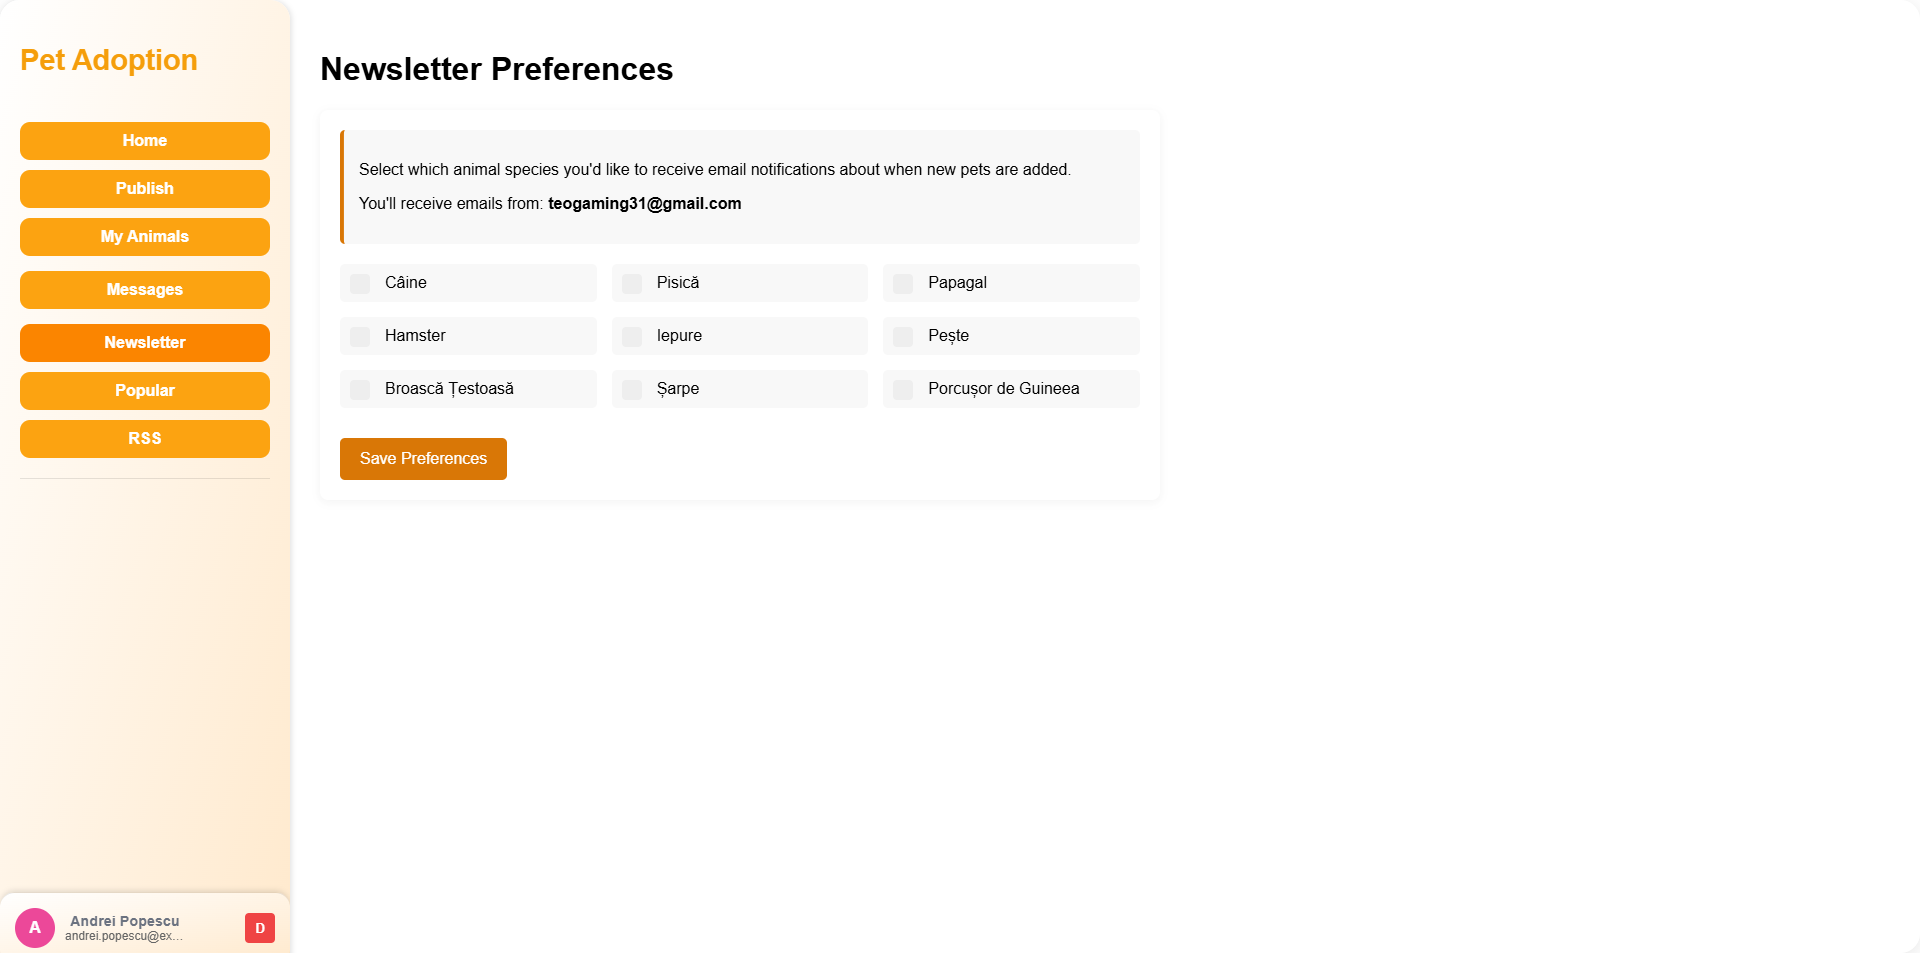 Pet Adoption
Home
Publish
My Animals
Messages
Newsletter
Popular
RSS
Andrei Popescu
andrei.popescu@ex...
A
D
Newsletter Preferences
Select which animal species you'd like to receive email notifications about when new pets are added.
You'll receive emails from: teogaming31@gmail.com
Câine
Pisică
Papagal
Hamster
Iepure
Pește
Broască Țestoasă
Șarpe
Porcușor de Guineea
Save Preferences